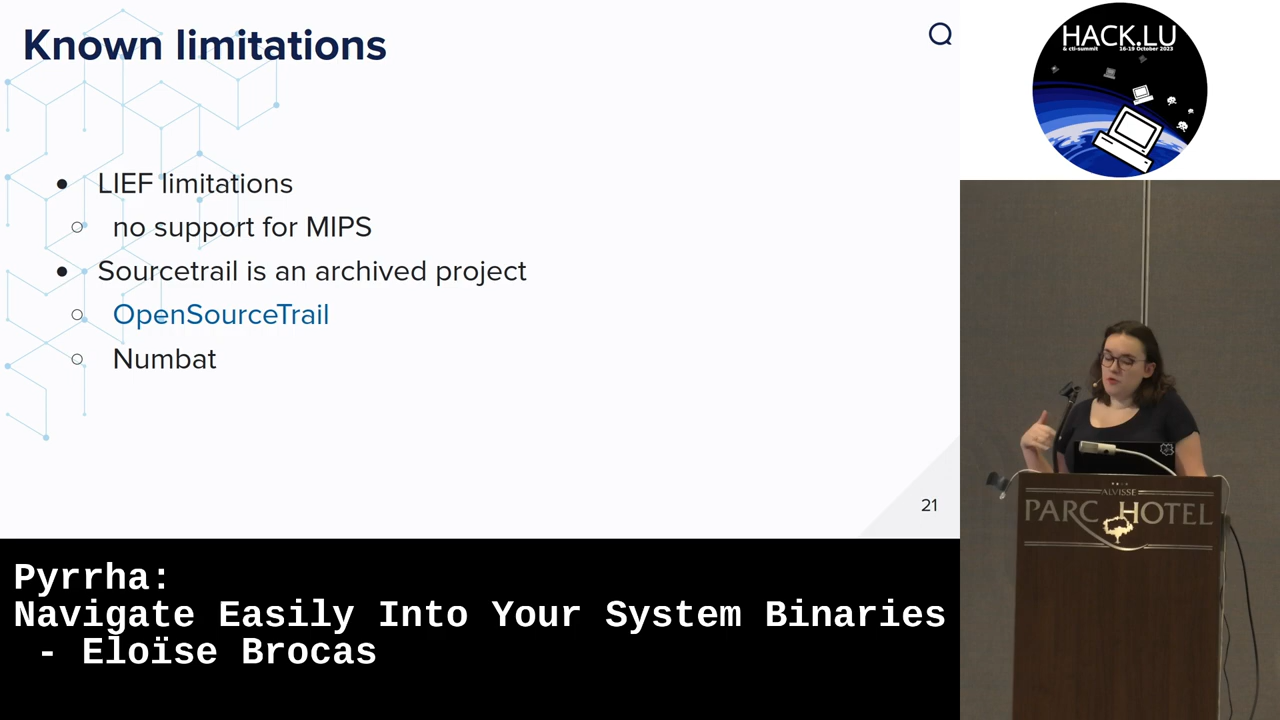 Known limitations
LIEF limitations
no support for MIPS
Sourcetrail is an archived project
OpenSourceTrail
Numbat
21
HACK.LU
& cti-summit 16-19 October 2023
ALVISSE
PARC HOTEL
Pyrrha:
Navigate Easily Into Your System Binaries
- Eloïse Brocas